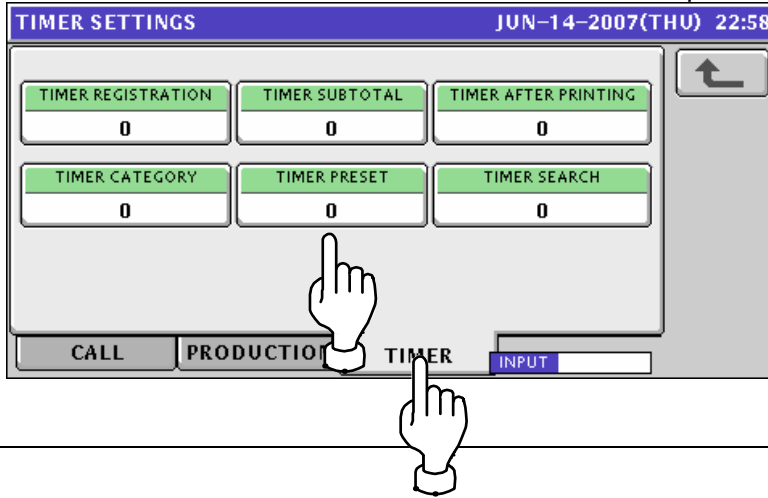 TIMER SETTINGS JUN-14-2007(THU) 22:58
TIMER REGISTRATION TIMER SUBTOTAL TIMER AFTER PRINTING
0 0 0
TIMER CATEGORY TIMER PRESET TIMER SEARCH
0 0 0
CALL PRODUCTION TIMER INPUT